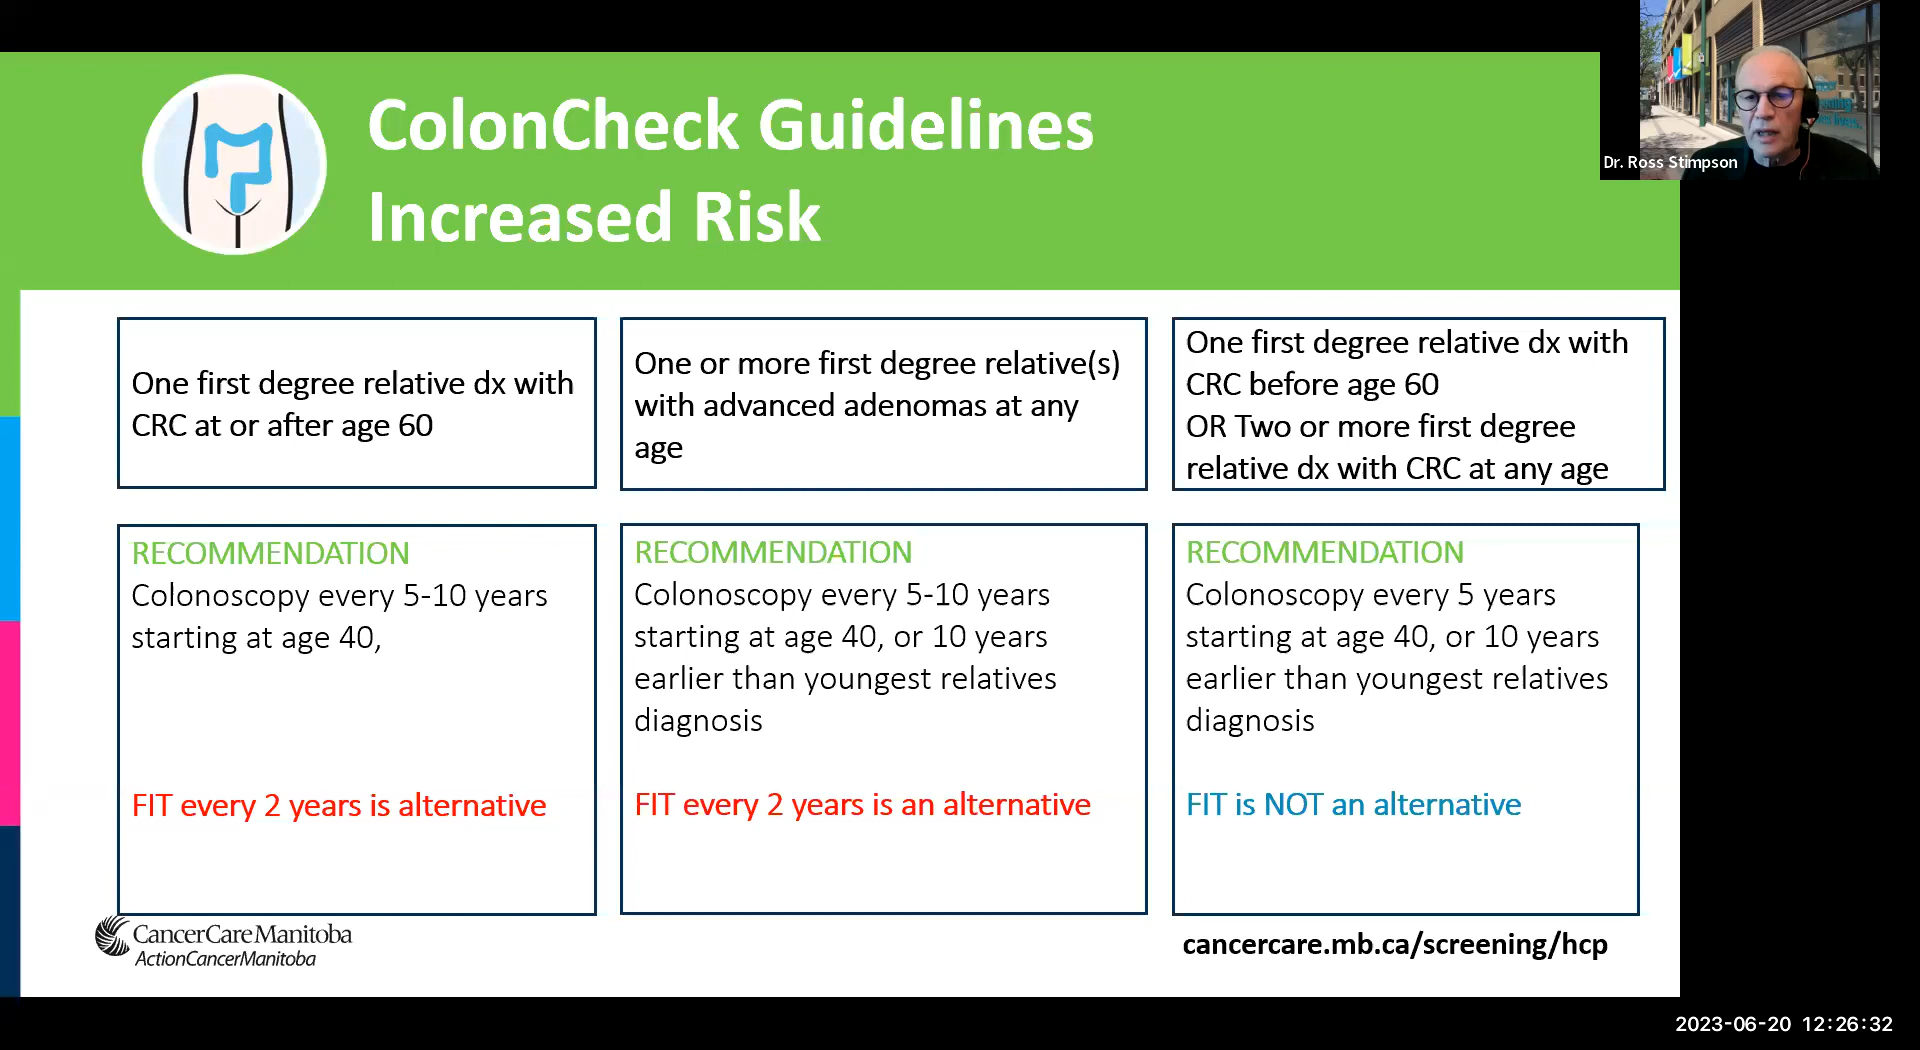 ColonCheck Guidelines
Increased Risk
Dr. Ross Stimpson
One first degree relative dx with
CRC at or after age 60
One or more first degree relative(s)
with advanced adenomas at any
age
One first degree relative dx with
CRC before age 60
OR Two or more first degree
relative dx with CRC at any age
RECOMMENDATION
Colonoscopy every 5-10 years
starting at age 40,
FIT every 2 years is alternative
RECOMMENDATION
Colonoscopy every 5-10 years
starting at age 40, or 10 years
earlier than youngest relatives
diagnosis
FIT every 2 years is an alternative
RECOMMENDATION
Colonoscopy every 5 years
starting at age 40, or 10 years
earlier than youngest relatives
diagnosis
FIT is NOT an alternative
CancerCareManitoba
ActionCancerManitoba
cancercare.mb.ca/screening/hcp
2023-06-20 12:26:32